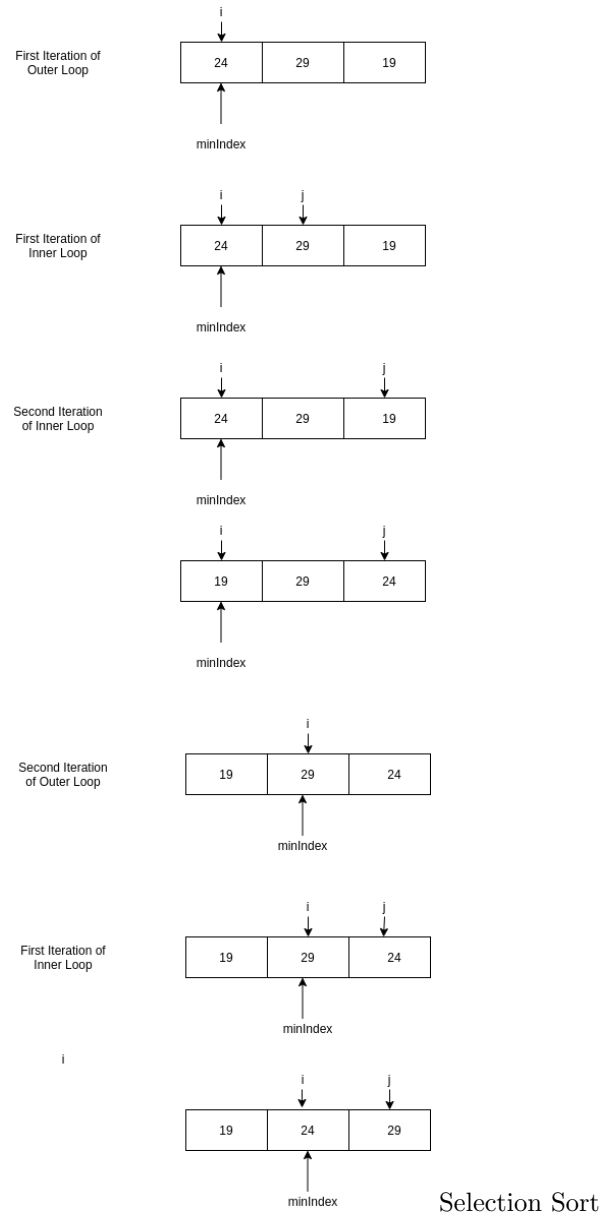 i
First Iteration of
Outer Loop
24 29 19
minIndex
i j
First Iteration of
Inner Loop
24 29 19
minIndex
i j
Second Iteration
of Inner Loop
24 29 19
minIndex
i j
19 29 24
minIndex
i
Second Iteration
of Outer Loop
19 29 24
minIndex
i j
First Iteration of
Inner Loop
19 29 24
minIndex
i
i j
19 24 29
minIndex
Selection Sort